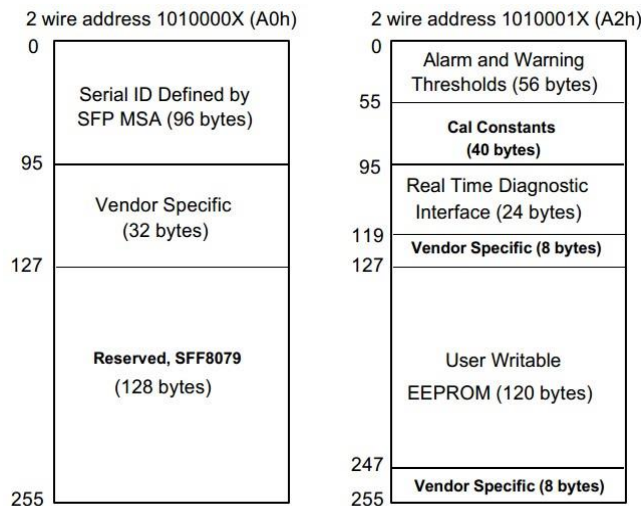 2 wire address 1010000X (A0h)
0
Serial ID Defined by
SFP MSA (96 bytes)
95
Vendor Specific
(32 bytes)
127
Reserved, SFF8079
(128 bytes)
255
2 wire address 1010001X (A2h)
0
Alarm and Warning
Thresholds (56 bytes)
55
Cal Constants
(40 bytes)
95
Real Time Diagnostic
Interface (24 bytes)
119
Vendor Specific (8 bytes)
127
User Writable
EEPROM (120 bytes)
247
Vendor Specific (8 bytes)
255